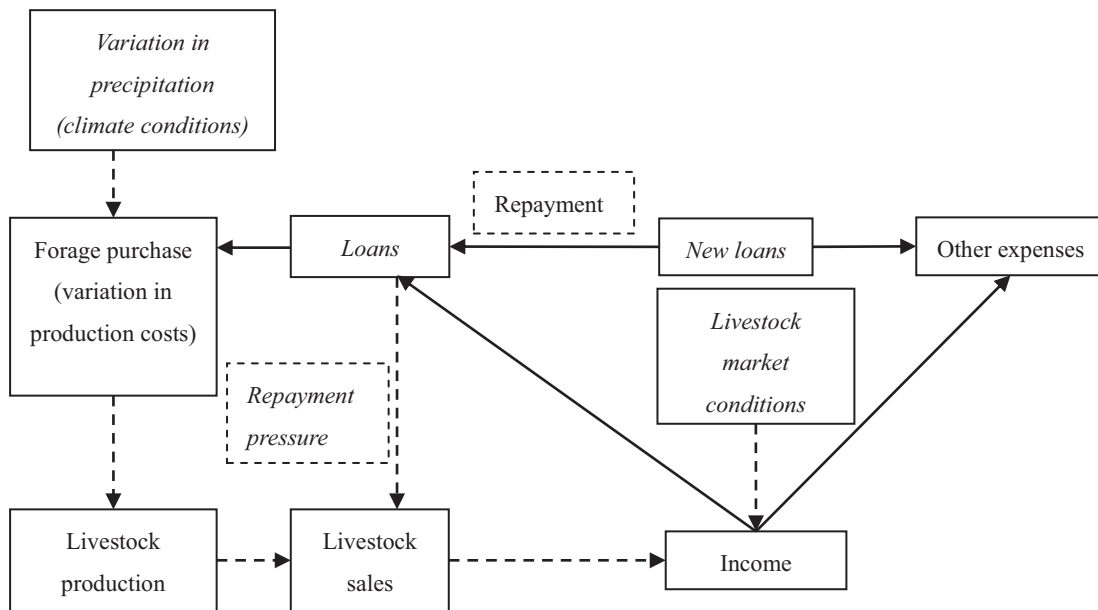 Variation in
precipitation
(climate conditions)
Repayment
Forage purchase
(variation in
production costs)
Loans
New loans
Other expenses
Livestock
market
conditions
Repayment
pressure
Livestock
production
Livestock
sales
Income